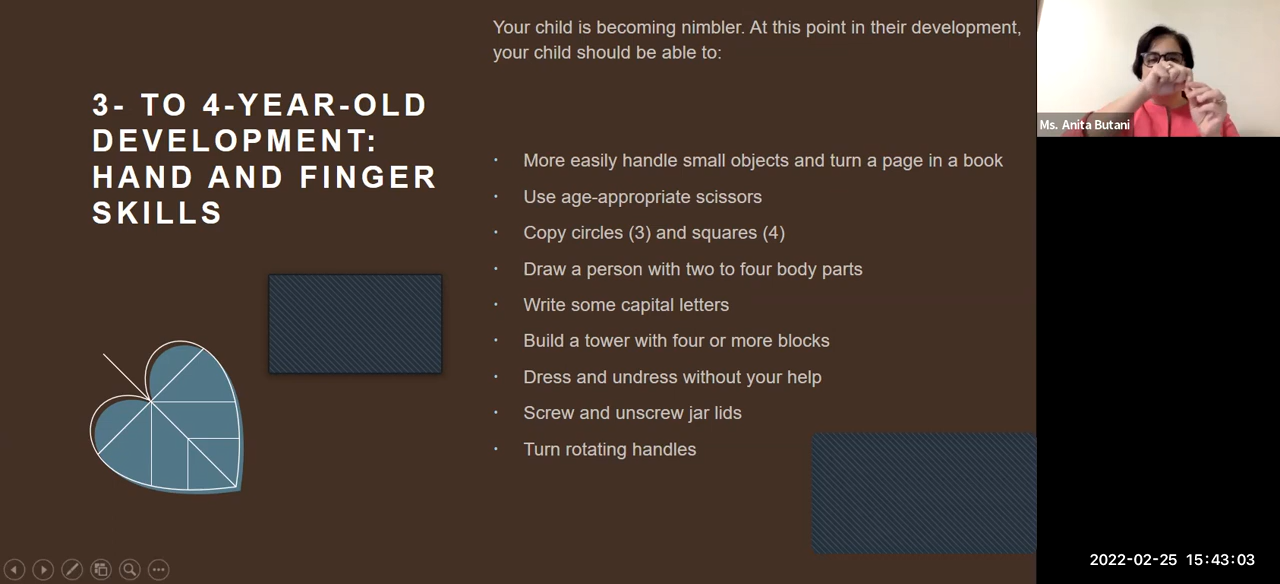 Your child is becoming nimbler. At this point in their development,
your child should be able to:
3- TO 4-YEAR-OLD
DEVELOPMENT:
HAND AND FINGER
SKILLS
· More easily handle small objects and turn a page in a book
· Use age-appropriate scissors
· Copy circles (3) and squares (4)
· Draw a person with two to four body parts
· Write some capital letters
· Build a tower with four or more blocks
· Dress and undress without your help
· Screw and unscrew jar lids
· Turn rotating handles
Ms. Anita Butani
2022-02-25 15:43:03